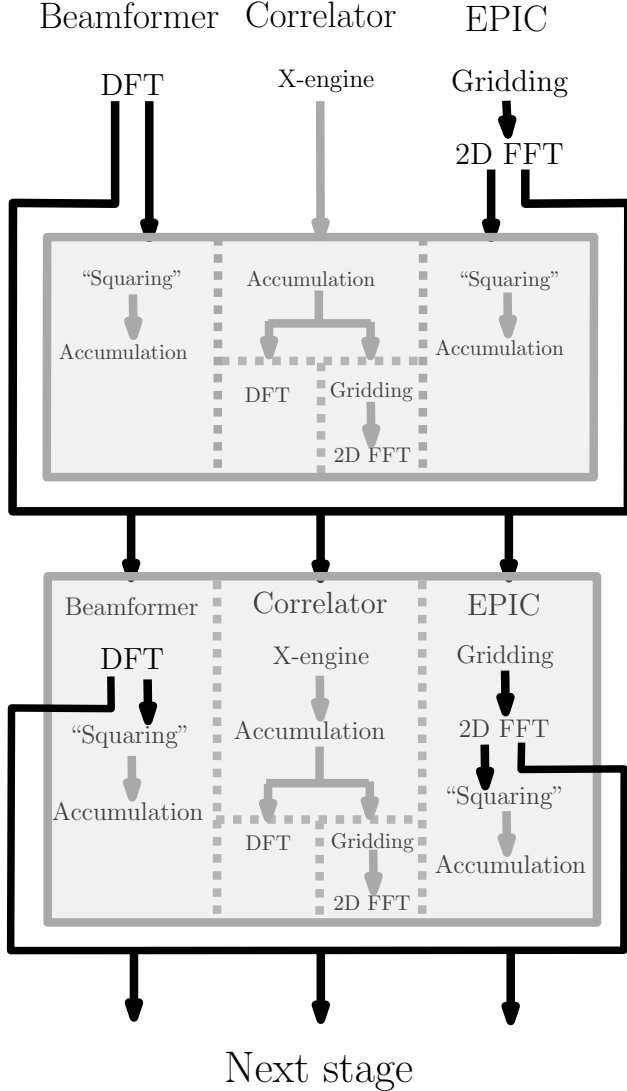 Beamformer Correlator EPIC
DFT X-engine Gridding
2D FFT
“Squaring” Accumulation “Squaring”
Accumulation Accumulation
DFT Gridding
2D FFT
Beamformer Correlator EPIC
DFT X-engine Gridding
“Squaring” Accumulation 2D FFT
Accumulation “Squaring”
DFT Gridding Accumulation
2D FFT
Next stage